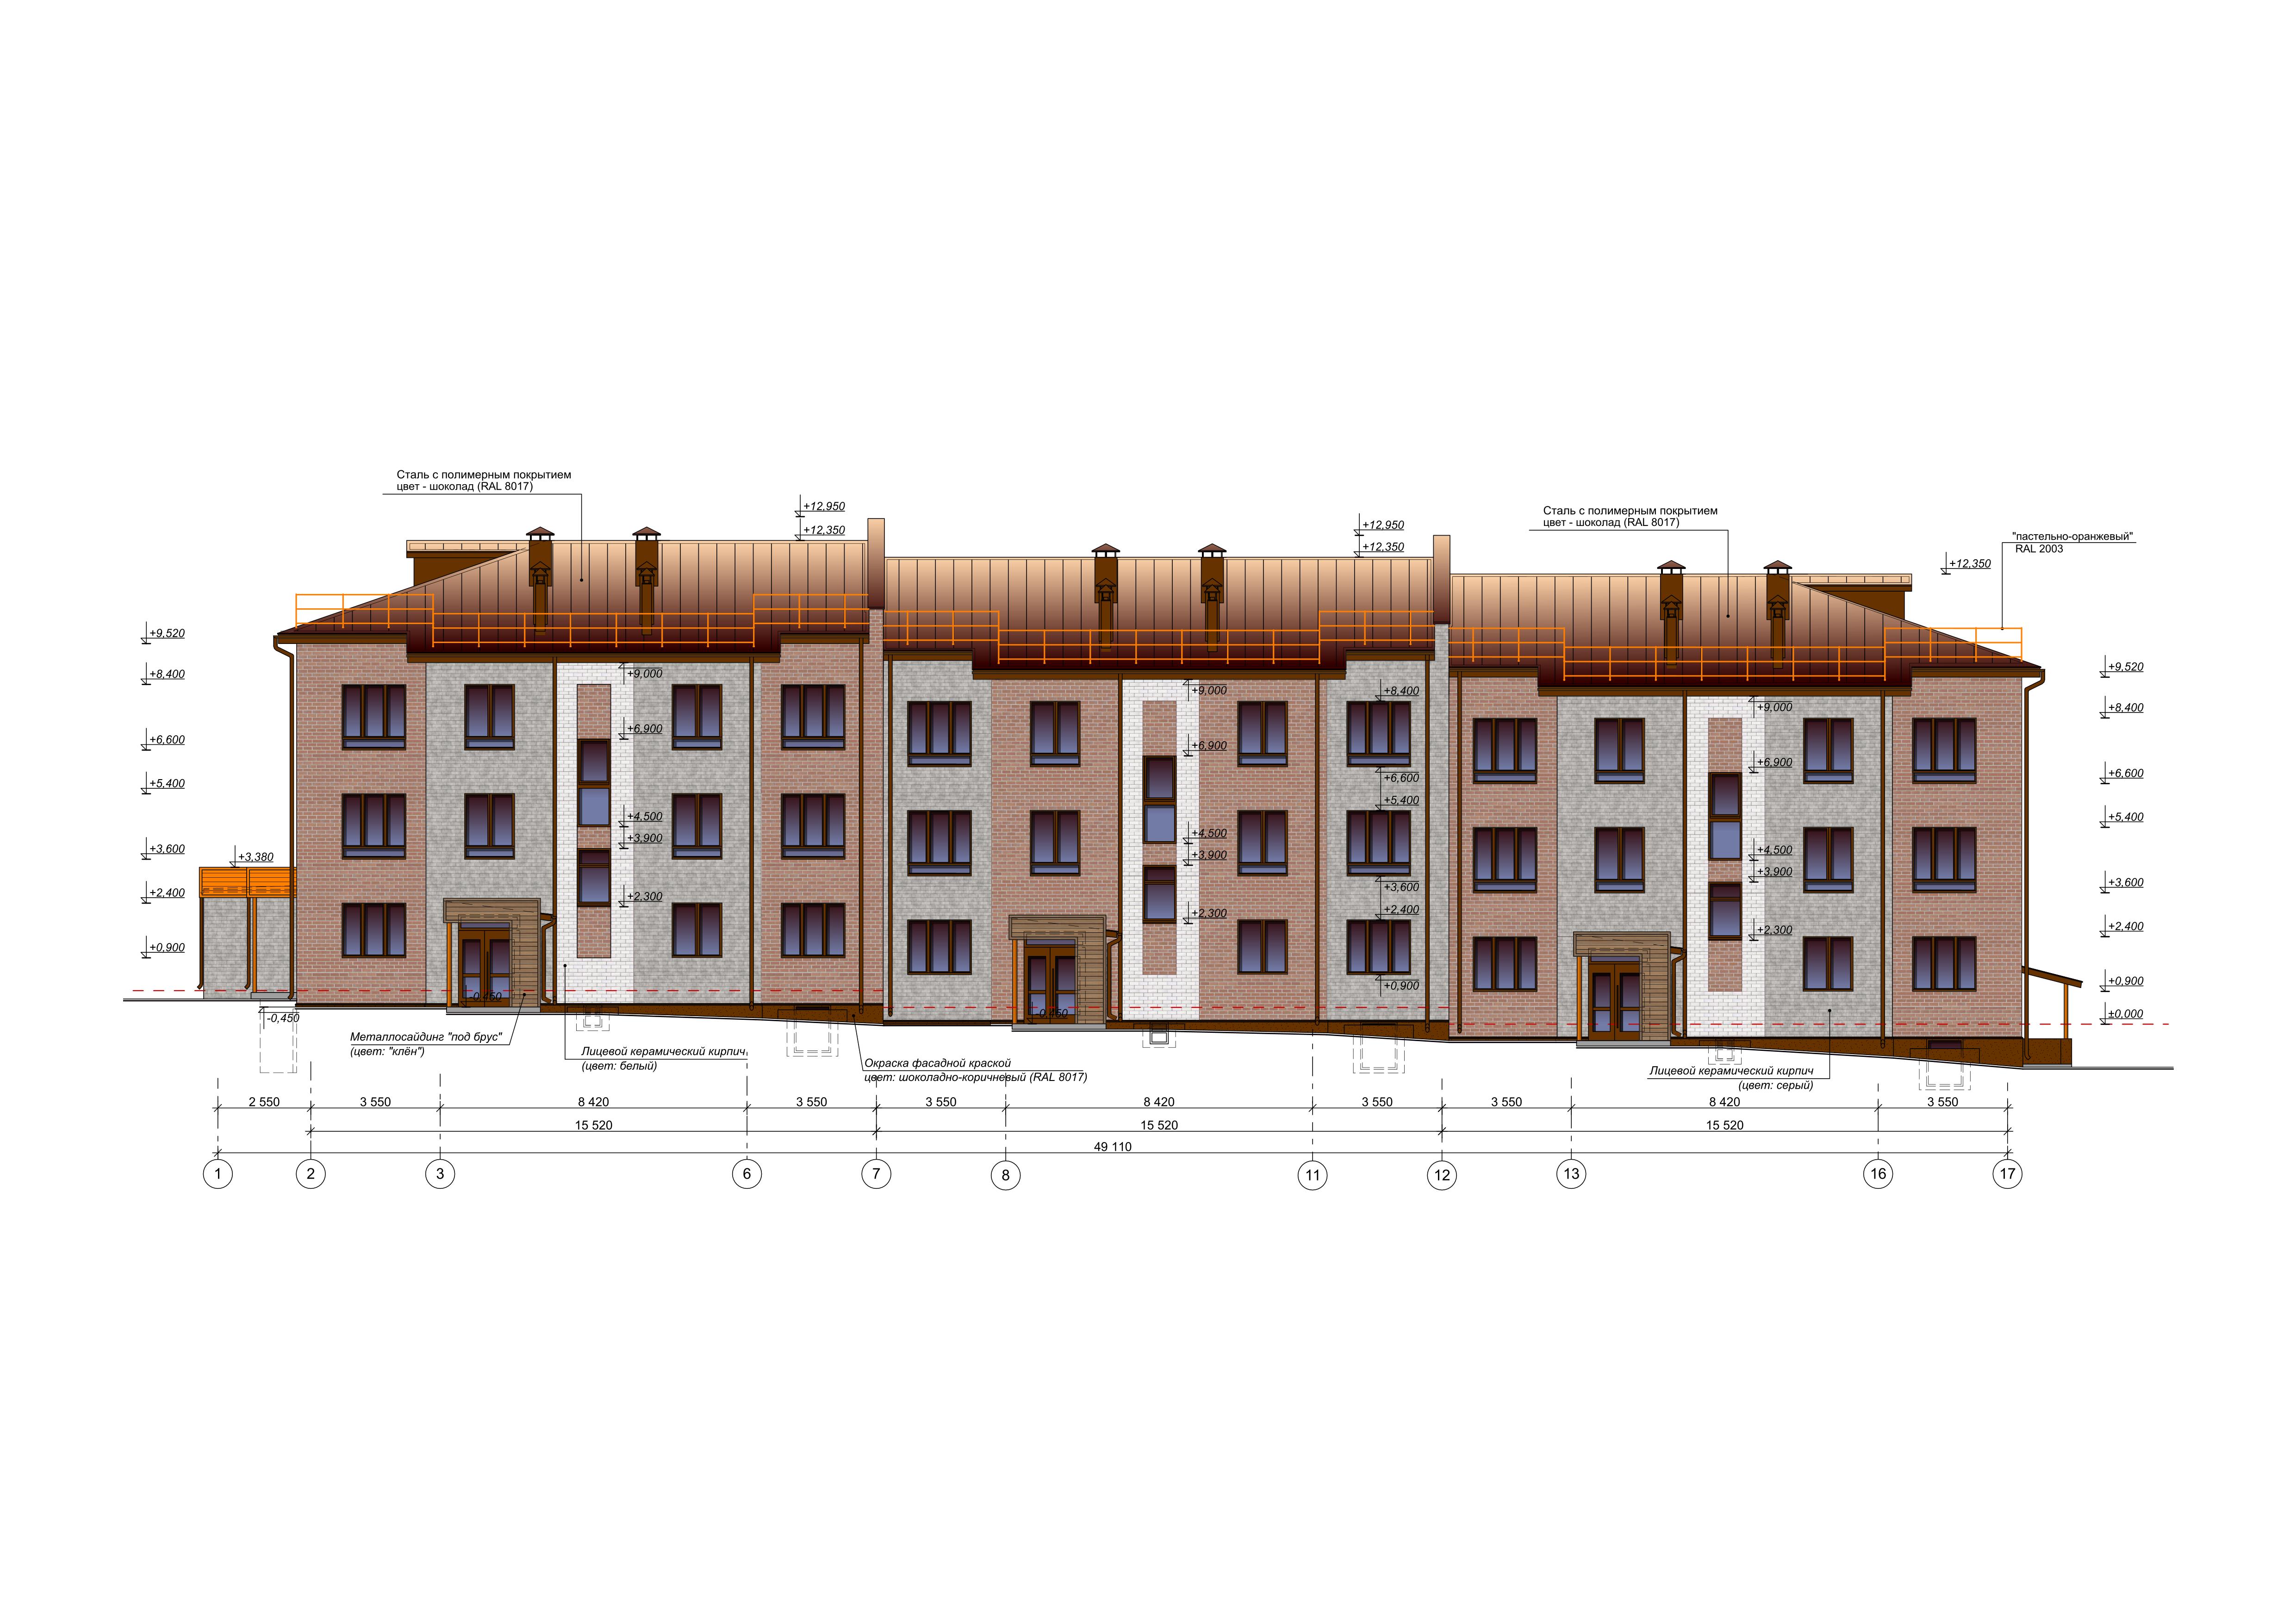 Сталь с полимерным покрытием
цвет - шоколад (RAL 8017)
+12,950
+12,350
+12,950
+12,350
Сталь с полимерным покрытием
цвет - шоколад (RAL 8017)
"пастельно-оранжевый"
RAL 2003
+12,350
+9,520
+8,400
+6,600
+5,400
+3,600
+2,400
+0,900
+3,380
-0,450
+9,000
+6,900
+4,500
+3,900
+2,300
-0,450
+9,000
+6,900
+4,500
+3,900
+2,300
-0,450
+8,400
+6,600
+5,400
+3,600
+2,400
+0,900
+9,000
+6,900
+4,500
+3,900
+2,300
+9,520
+8,400
+6,600
+5,400
+3,600
+2,400
+0,900
±0,000
Металлосайдинг "под брус"
(цвет: "клён")
Лицевой керамический кирпич
(цвет: белый)
Окраска фасадной краской
цвет: шоколадно-коричневый (RAL 8017)
Лицевой керамический кирпич
(цвет: серый)
2 550 3 550 8 420 3 550 3 550 8 420 3 550 3 550 8 420 3 550
15 520 15 520 15 520
49 110
1 2 3 6 7 8 11 12 13 16 17